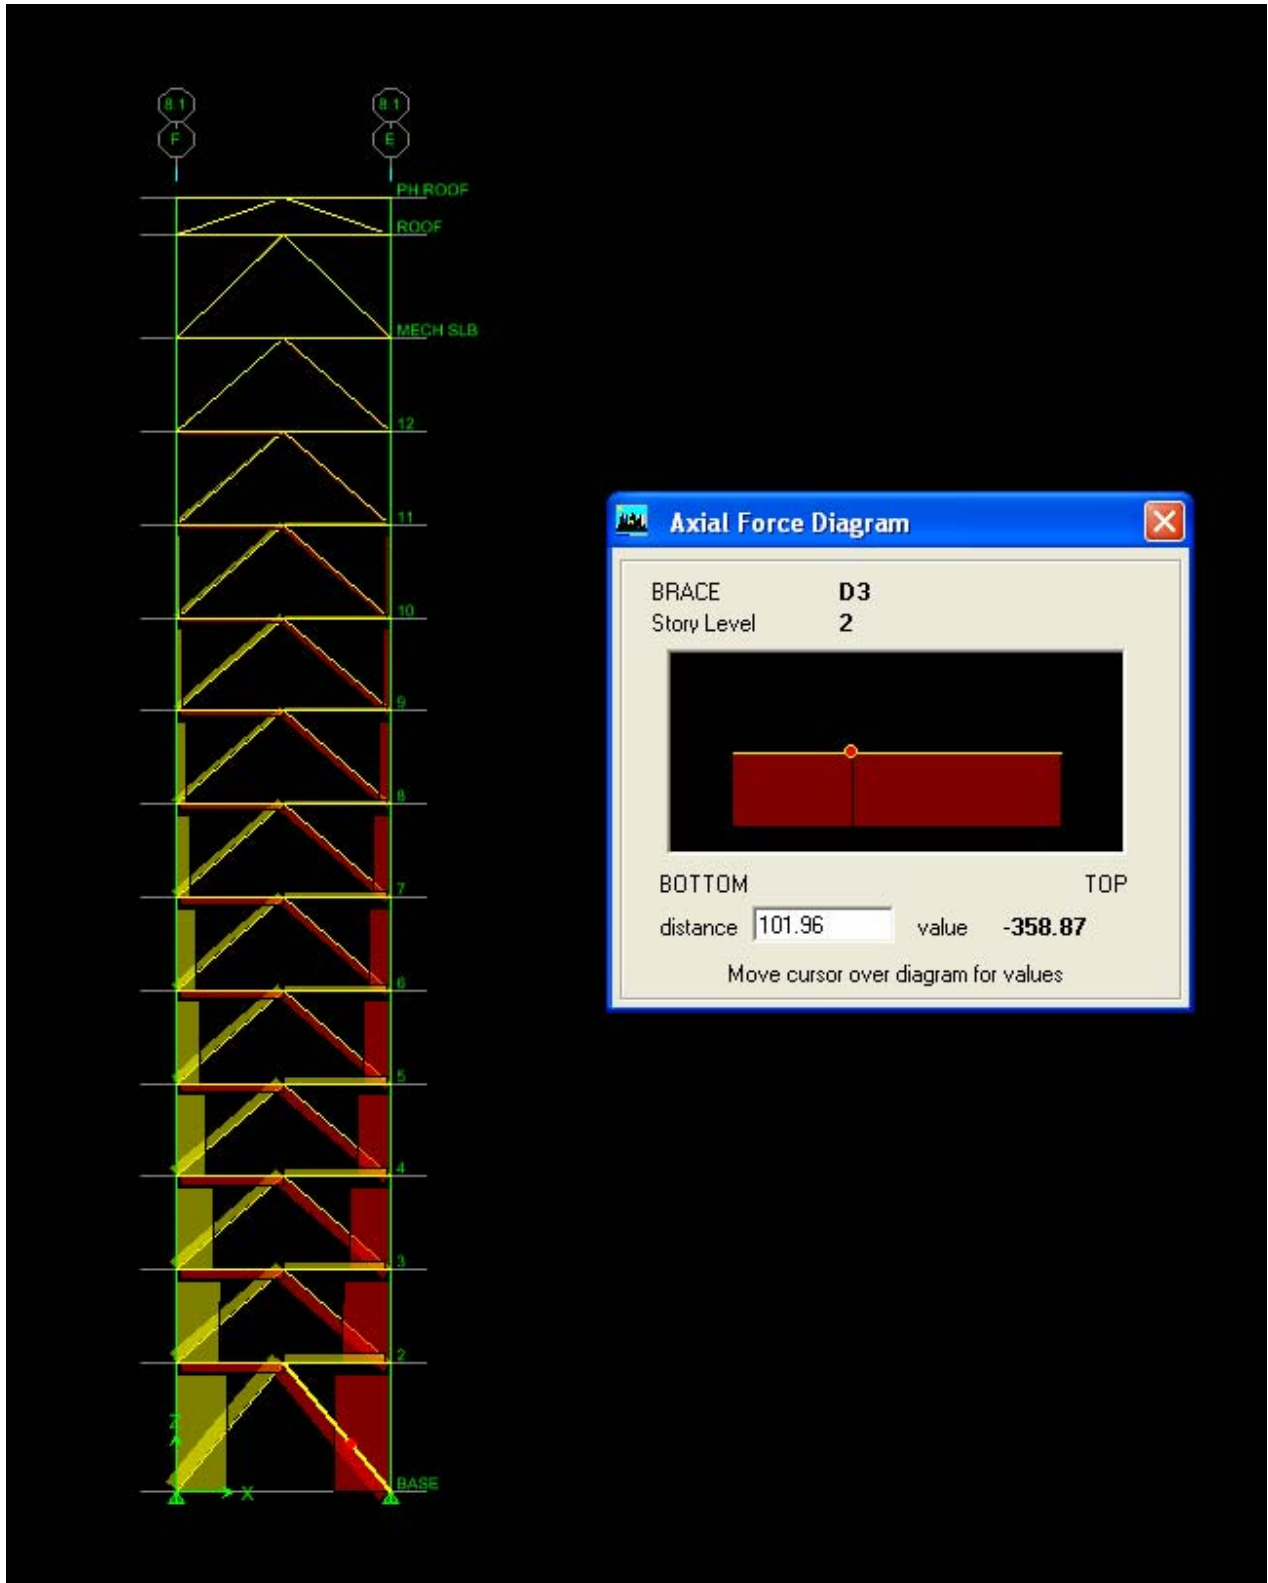 8.1 8.1
F E
PH ROOF
ROOF
MECH SLB
12
11
10
9
8
7
6
5
4
3
2
Z
X
BASE
Axial Force Diagram
BRACE D3
Story Level 2
BOTTOM TOP
distance 101.96 value -358.87
Move cursor over diagram for values